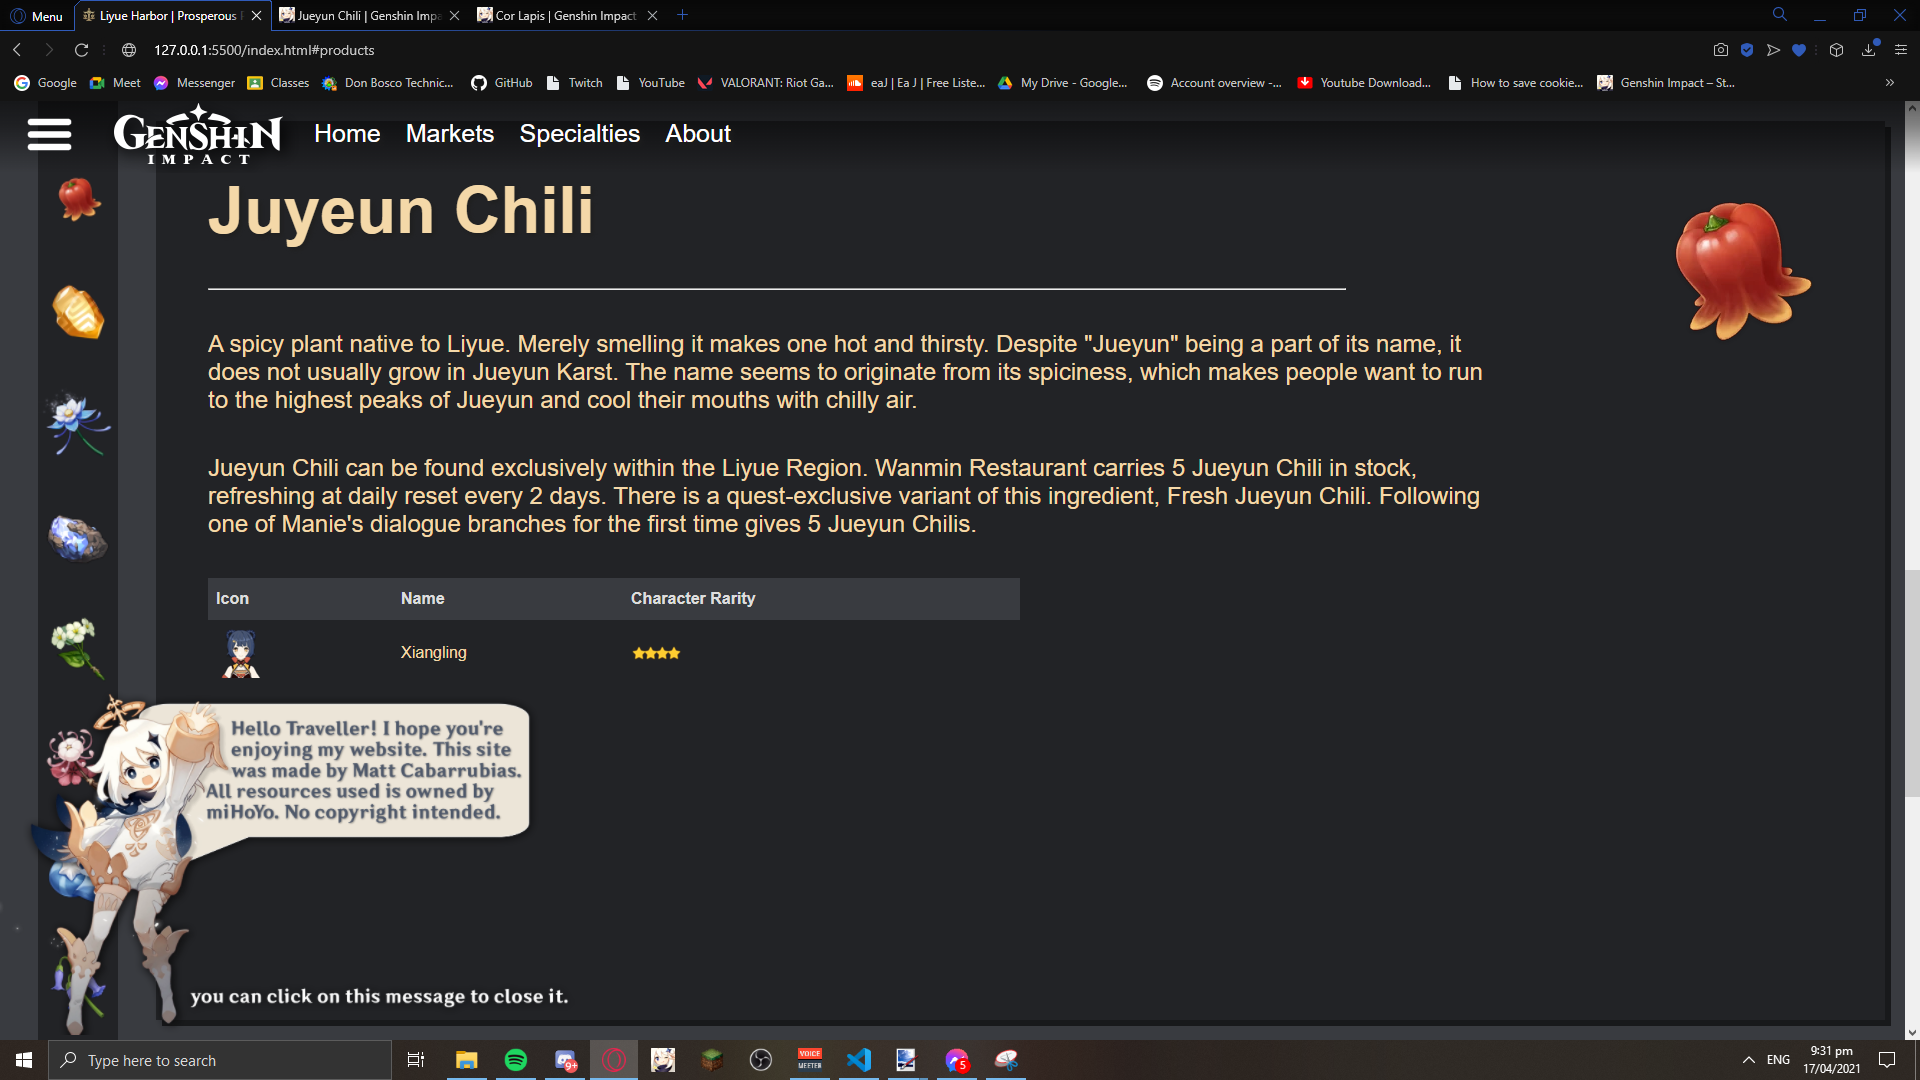 Menu
Liyue Harbor | Prosperous
Jueyun Chili | Genshin Impa
Cor Lapis | Genshin Impact
127.0.0.1:5500/index.html#products
Google
Meet
Messenger
Classes
Don Bosco Technic...
GitHub
Twitch
YouTube
VALORANT: Riot Ga...
eaJ | Ea J | Free Liste...
My Drive - Google...
Account overview -...
Youtube Download...
How to save cookie...
Genshin Impact – St...
GENSHIN
IMPACT
Home Markets Specialties About
Juyeun Chili
A spicy plant native to Liyue. Merely smelling it makes one hot and thirsty. Despite "Jueyun" being a part of its name, it
does not usually grow in Jueyun Karst. The name seems to originate from its spiciness, which makes people want to run
to the highest peaks of Jueyun and cool their mouths with chilly air.
Jueyun Chili can be found exclusively within the Liyue Region. Wanmin Restaurant carries 5 Jueyun Chili in stock,
refreshing at daily reset every 2 days. There is a quest-exclusive variant of this ingredient, Fresh Jueyun Chili. Following
one of Manie's dialogue branches for the first time gives 5 Jueyun Chilis.
Icon Name Character Rarity
Xiangling
Hello Traveller! I hope you're
enjoying my website. This site
was made by Matt Cabarrubias.
All resources used is owned by
miHoYo. No copyright intended.
you can click on this message to close it.
Type here to search
9+
VOICE
MEETER
5
ENG
9:31 pm
17/04/2021